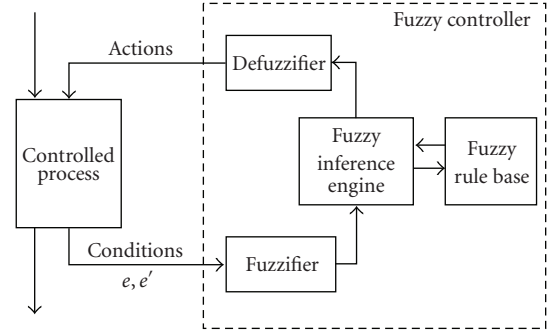 Fuzzy controller
Actions
Defuzzifier
Controlled
process
Fuzzy
inference
engine
Fuzzy
rule base
Conditions
e, e′
Fuzzifier